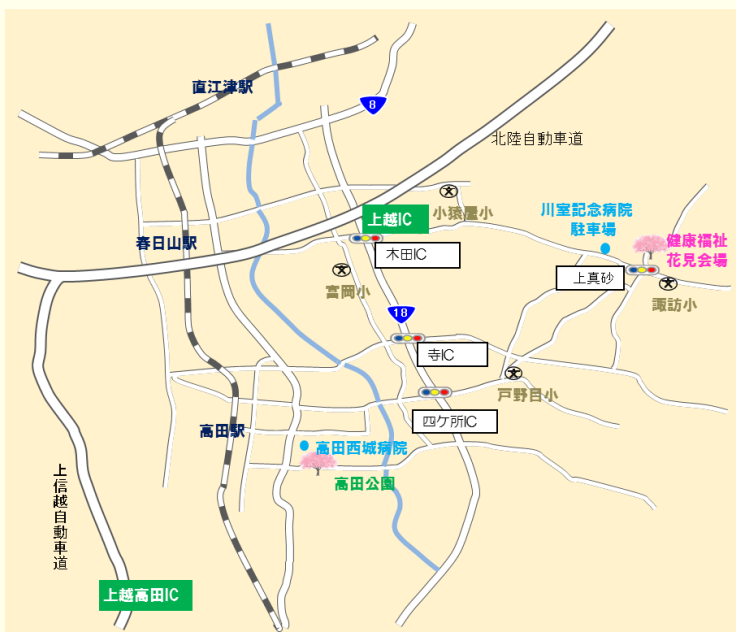 直江津駅
8
北陸自動車道
小猿屋小
川室記念病院
駐車場
上越IC
春日山駅
木田IC
健康福祉
花見会場
富岡小
上真砂
諏訪小
18
寺IC
戸野目小
四ケ所IC
高田駅
高田西城病院
高田公園
上信越自動車道
上越高田IC